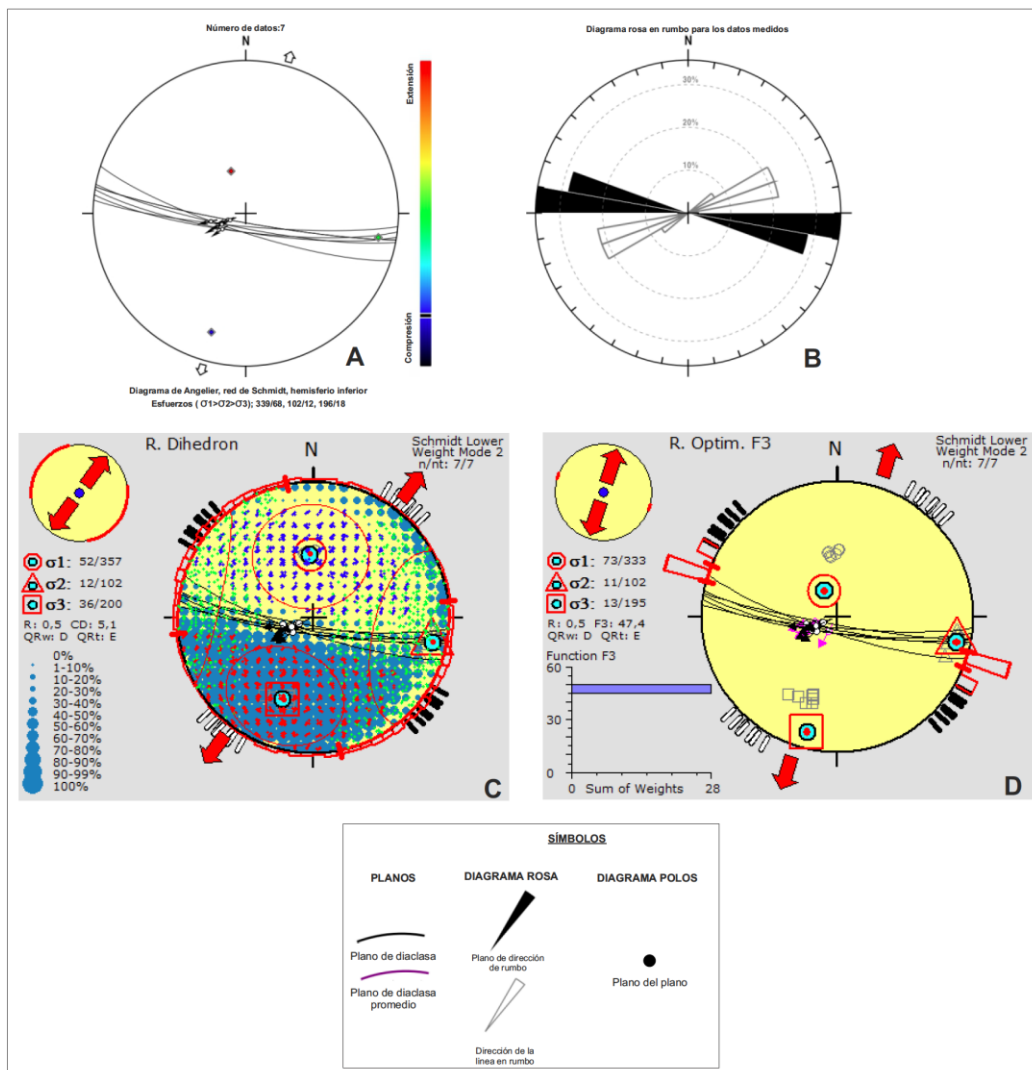 Número de datos:7
N
Extensión
Compresión
A
Diagrama de Angelier, red de Schmidt, hemisferio inferior
Esfuerzos ( σ1>σ2>σ3); 339/68, 102/12, 196/18
Diagrama rosa en rumbo para los datos medidos
N
30%
20%
10%
B
R. Dihedron
N
Schmidt Lower
Weight Mode 2
n/nt: 7/7
σ1: 52/357
σ2: 12/102
σ3: 36/200
R: 0,5 CD: 5,1
QRw: D QRt: E
0%
1-10%
10-20%
20-30%
30-40%
40-50%
50-60%
60-70%
70-80%
80-90%
90-99%
100%
C
R. Optim. F3
N
Schmidt Lower
Weight Mode 2
n/nt: 7/7
σ1: 73/333
σ2: 11/102
σ3: 13/195
R: 0,5 F3: 47,4
QRw: D QRt: E
Function F3
60
30
0
0 Sum of Weights 28
D
SÍMBOLOS
PLANOS
DIAGRAMA ROSA
DIAGRAMA POLOS
Plano de diaclasa
Plano de diaclasa
promedio
Plano de dirección
de rumbo
Dirección de la
linea en rumbo
Plano del plano